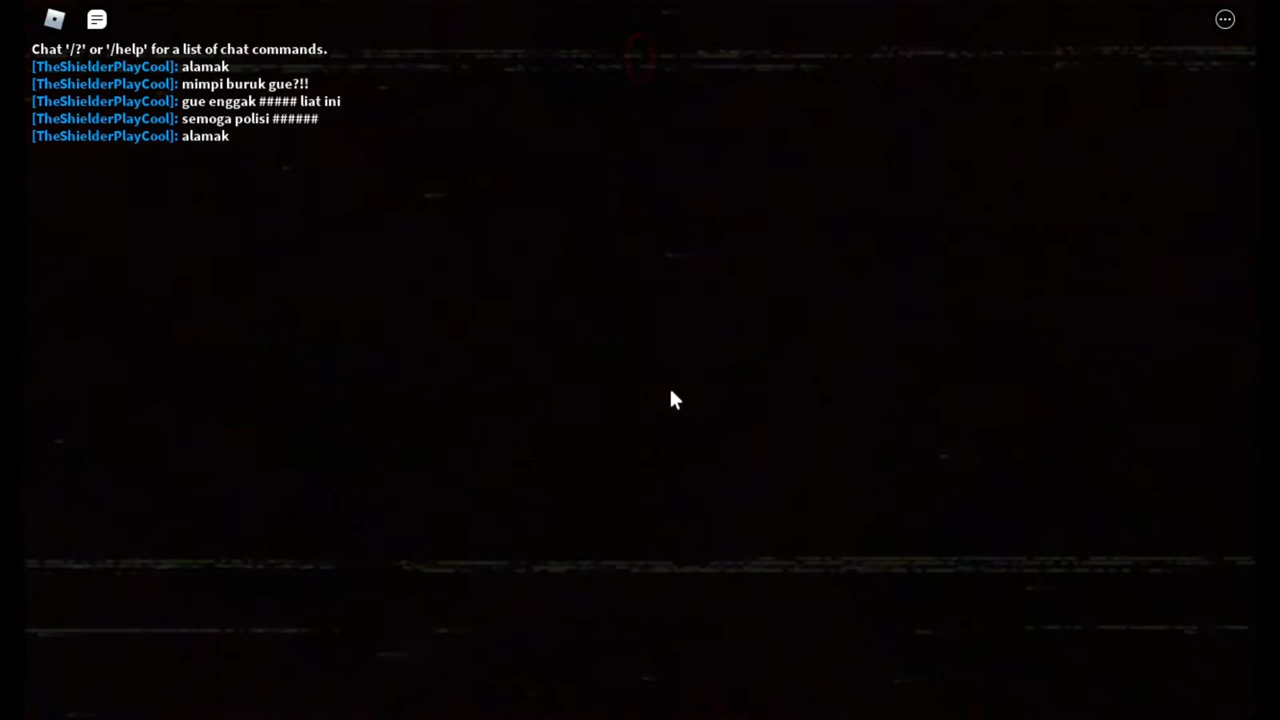 Chat '/?' or '/help' for a list of chat commands.
[TheShielderPlayCool]: alamak
[TheShielderPlayCool]: mimpi buruk gue?!!
[TheShielderPlayCool]: gue enggak ##### liat ini
[TheShielderPlayCool]: semoga polisi ######
[TheShielderPlayCool]: alamak